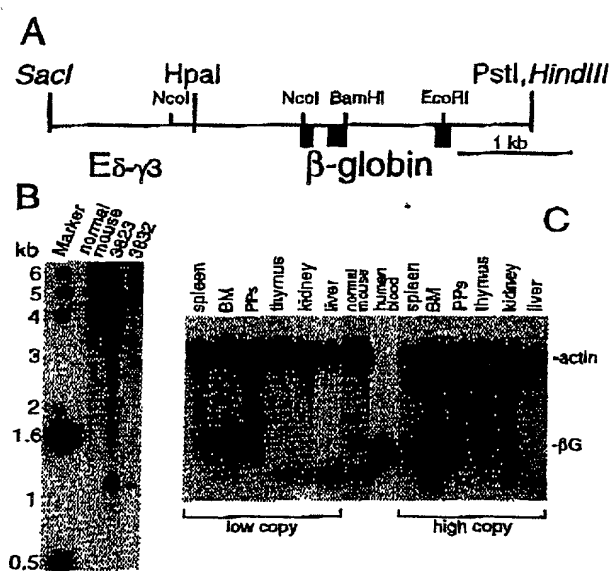 A
SacI
HpaI
PstI, HindIII
NcoI
NcoI
BamHI
EcoRI
Eδ-γ3
β-globin
1 kb
B
kb
Marker
normal mouse
3823
3832
6
5
4
3
2
1.6
1
0.5
C
spleen
BM
PPs
thymus
kidney
liver
normal mouse
human blood
spleen
BM
PPs
thymus
kidney
liver
-actin
-βG
low copy
high copy